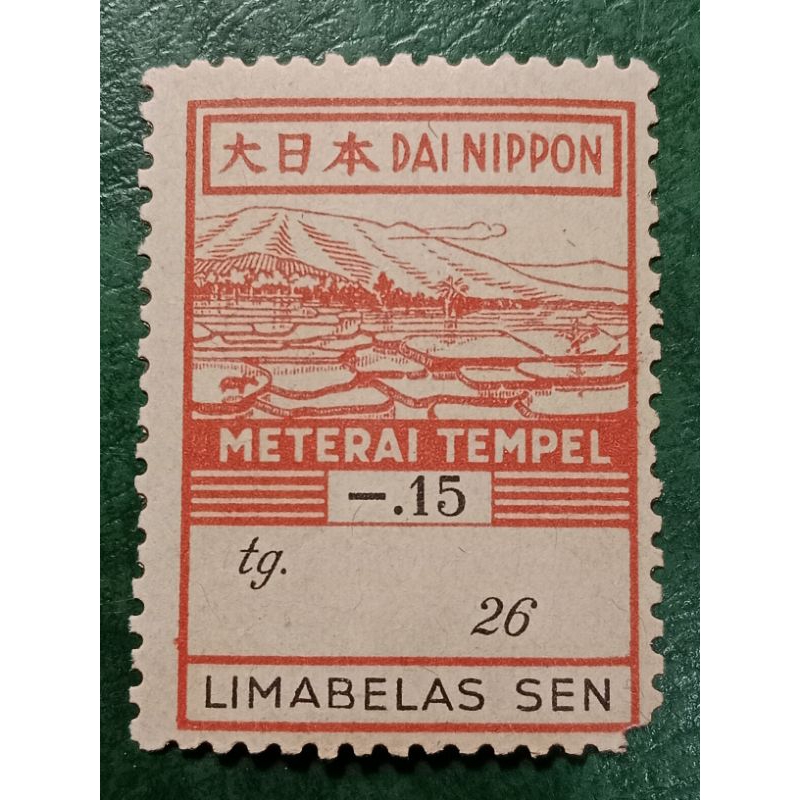 大日本 DAI NIPPON
METERAI TEMPEL
—.15
tg.
26
LIMABELAS SEN